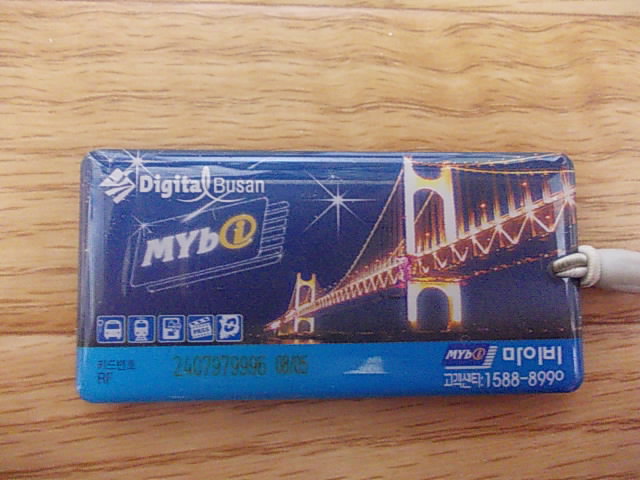 Digital Busan
MYbi
카드번호 2407979996 08/05
RF
MYbi 마이비
고객센터:1588-8990